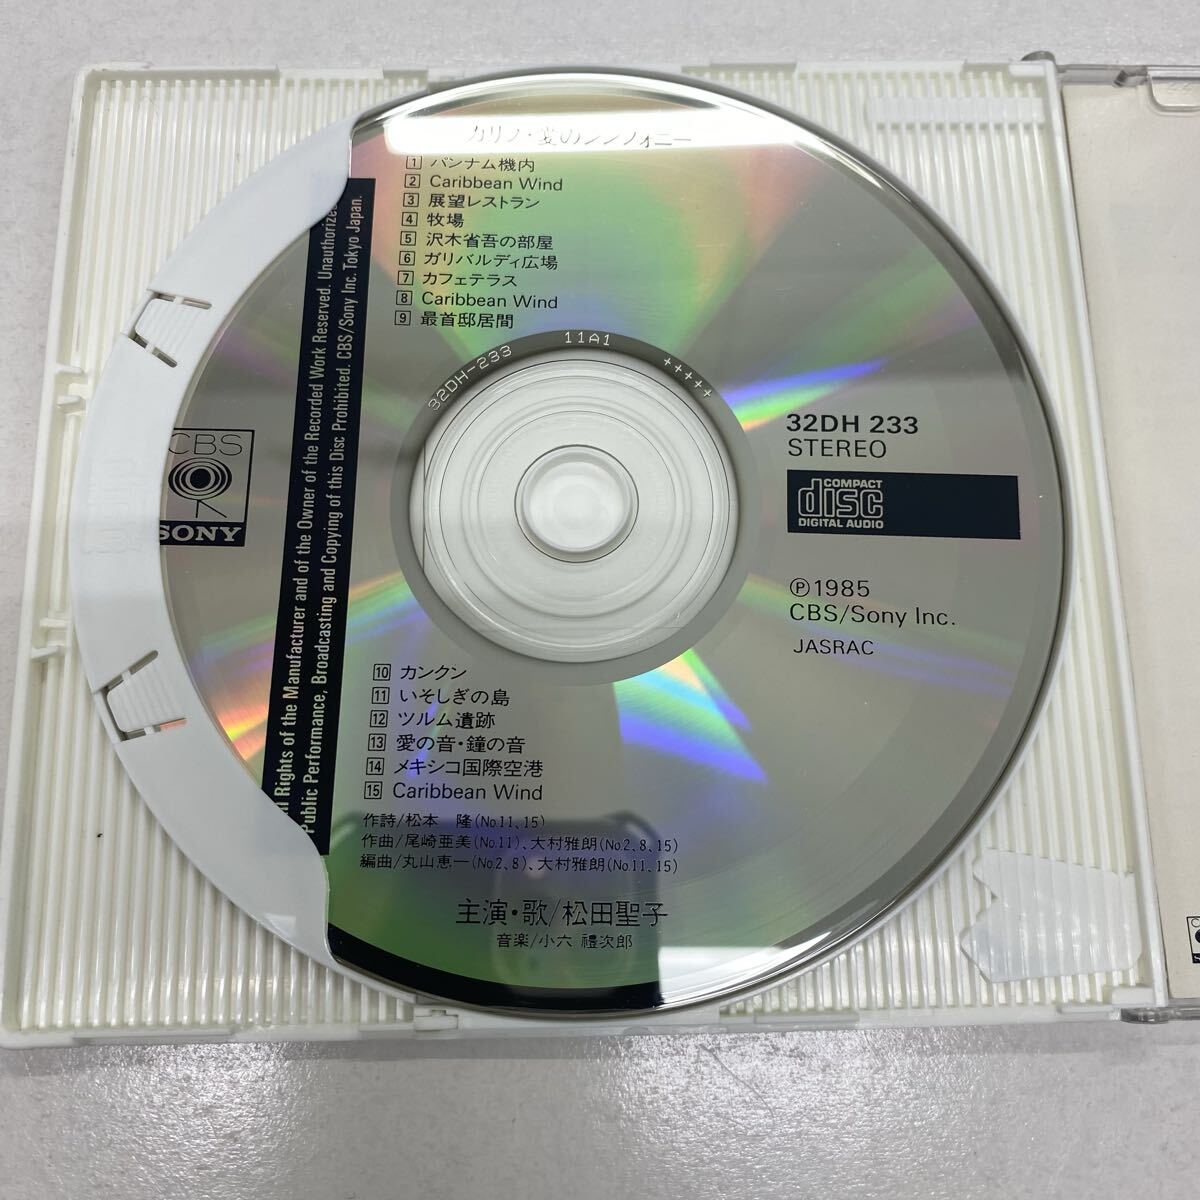 カリブ・愛のシンフォニー
1 パンナム機内
2 Caribbean Wind
3 展望レストラン
4 牧場
5 沢木省吾の部屋
6 ガリバルディ広場
7 カフェテラス
8 Caribbean Wind
9 最首邸居間
32DH-233 11A1 +++++
32DH 233
STEREO
COMPACT
disc
DIGITAL AUDIO
Ⓟ1985
CBS/Sony Inc.
JASRAC
CBS
SONY
All Rights of the Manufacturer and of the Owner of the Recorded Work Reserved. Unauthorized
Public Performance, Broadcasting and Copying of this Disc Prohibited. CBS/Sony Inc. Tokyo Japan.
10 カンクン
11 いそしぎの島
12 ツルム遺跡
13 愛の音・鐘の音
14 メキシコ国際空港
15 Caribbean Wind
作詩/松本 隆(No.11、15)
作曲/尾崎亜美(No.11)、大村雅朗(No.2、8、15)
編曲/丸山恵一(No.2、8)、大村雅朗(No.11、15)
主演・歌/松田聖子
音楽/小六 禮次郎